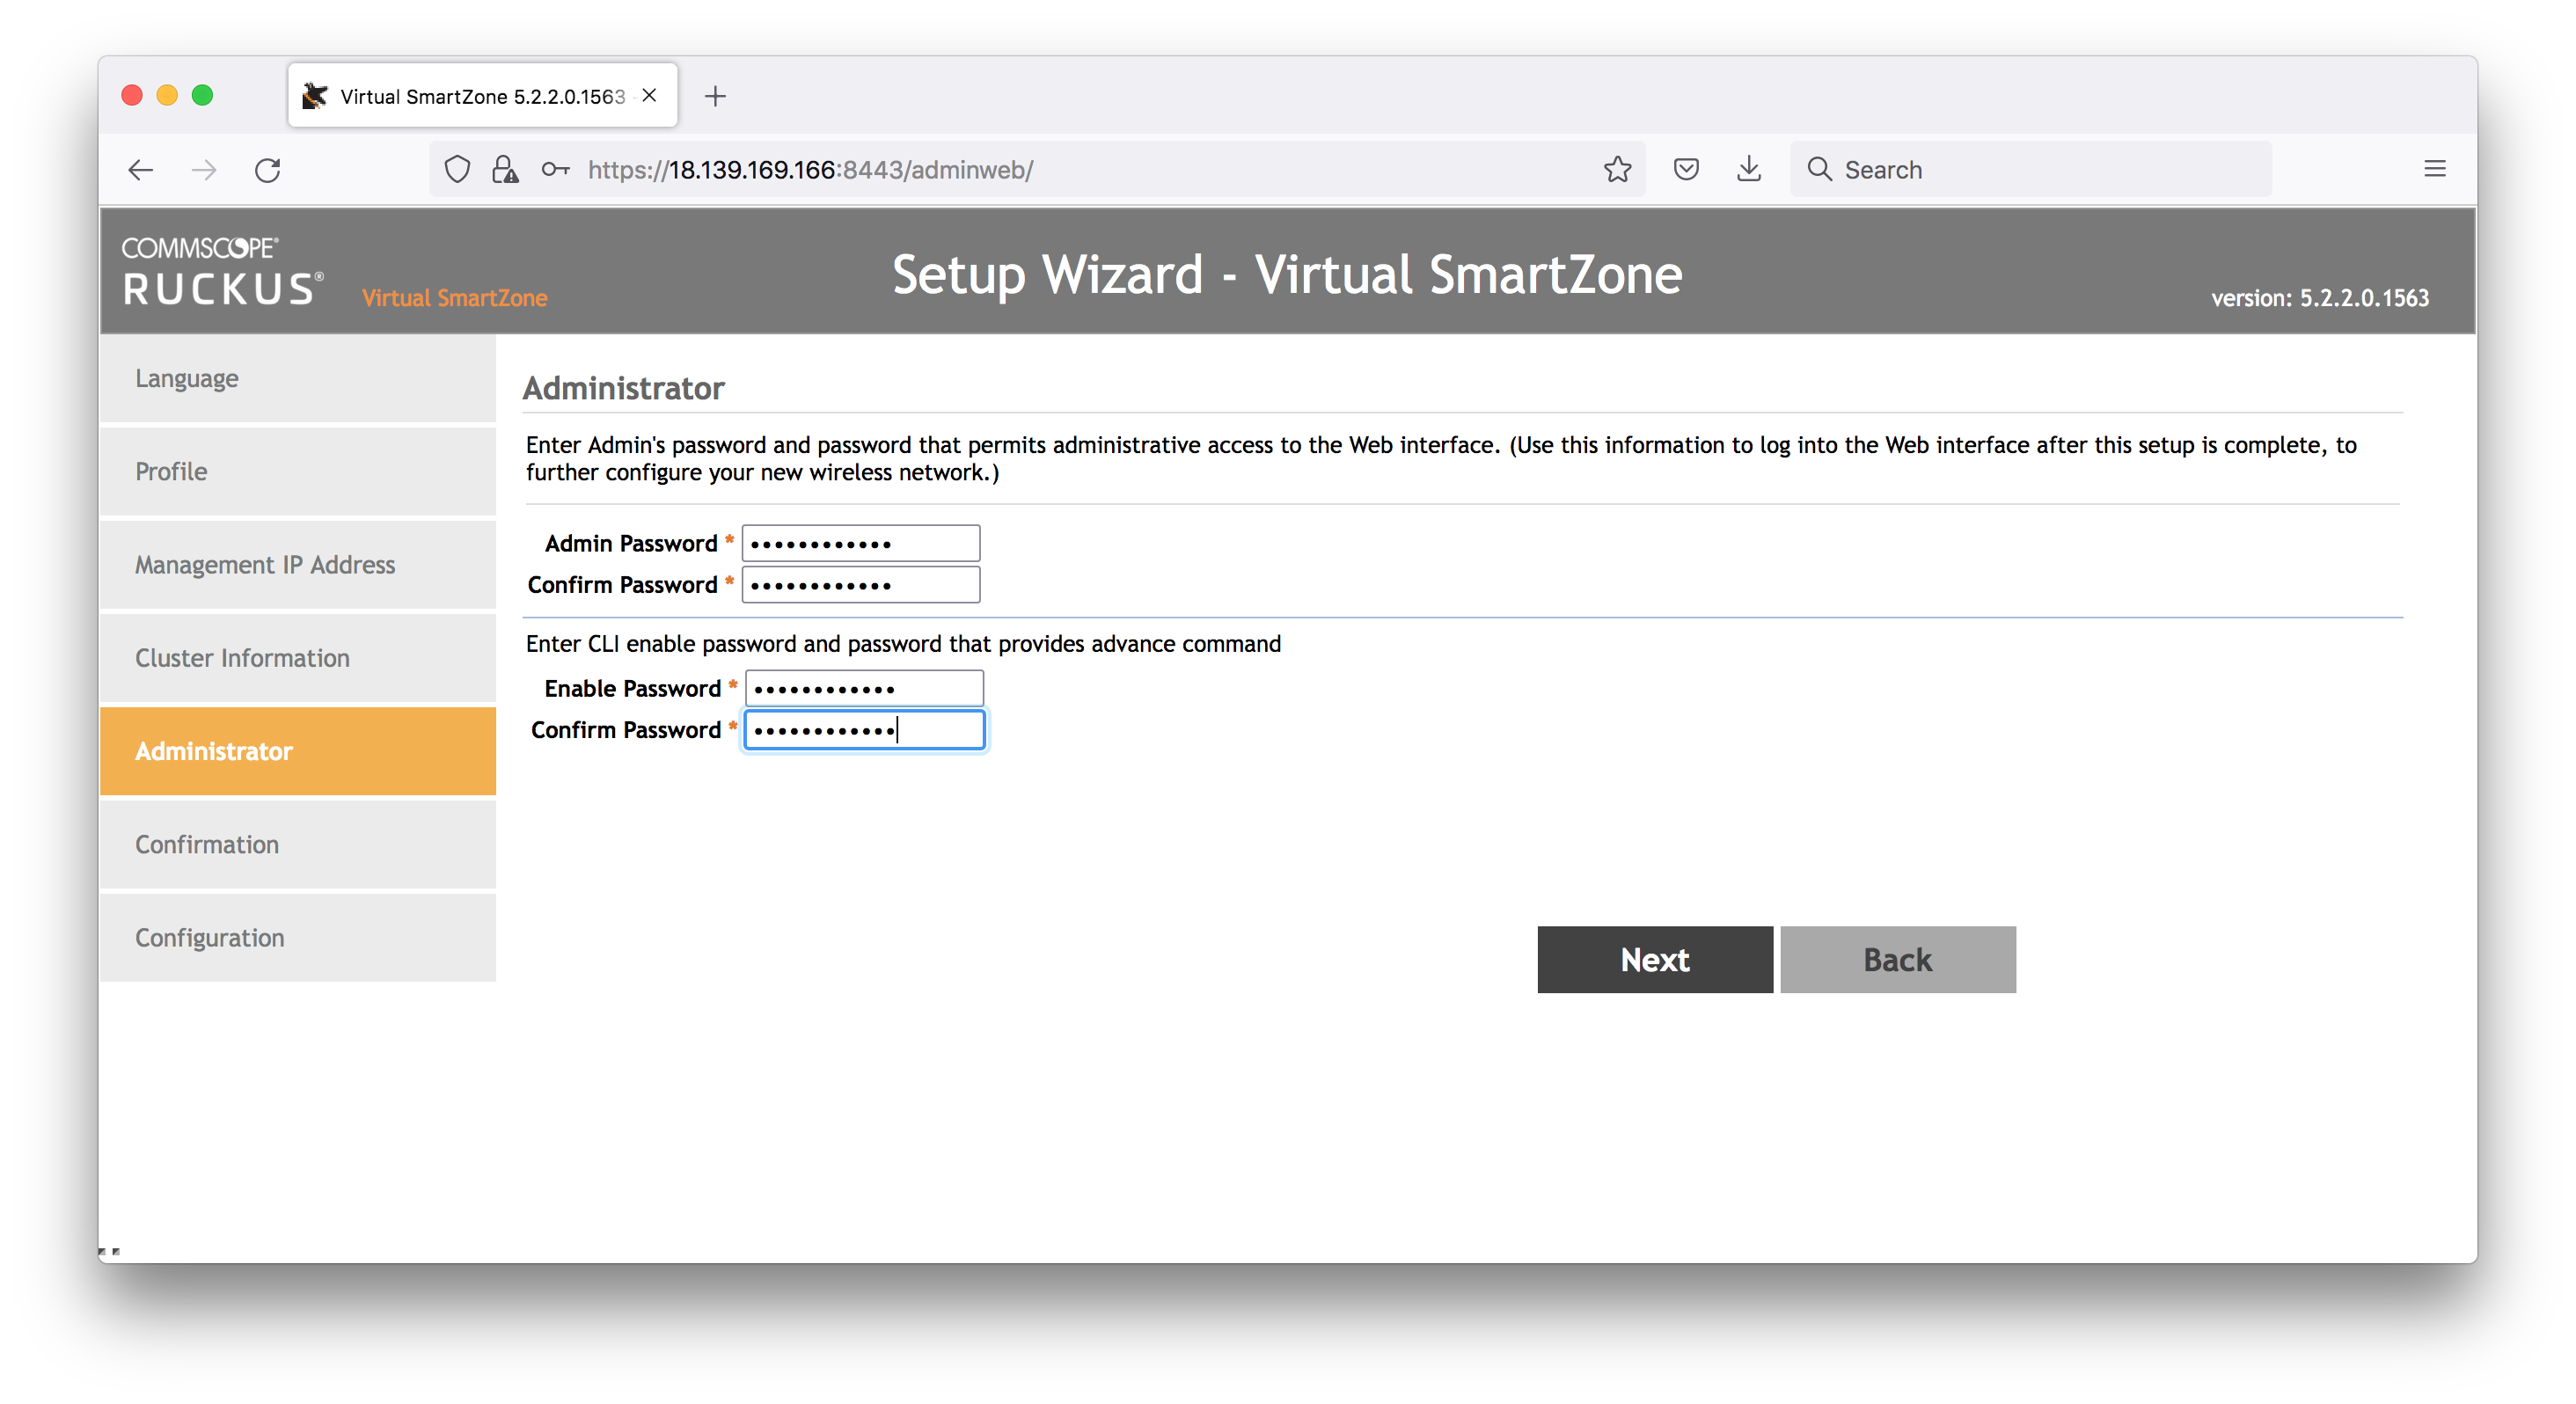 Virtual SmartZone 5.2.2.0.1563
https://18.139.169.166:8443/adminweb/
Search
COMMSCOPE®
RUCKUS®
Virtual SmartZone
Setup Wizard - Virtual SmartZone
version: 5.2.2.0.1563
Language
Profile
Management IP Address
Cluster Information
Administrator
Confirmation
Configuration
Administrator
Enter Admin's password and password that permits administrative access to the Web interface. (Use this information to log into the Web interface after this setup is complete, to
further configure your new wireless network.)
Admin Password * ••••••••••••
Confirm Password * ••••••••••••
Enter CLI enable password and password that provides advance command
Enable Password * ••••••••••••
Confirm Password * ••••••••••••
Next
Back